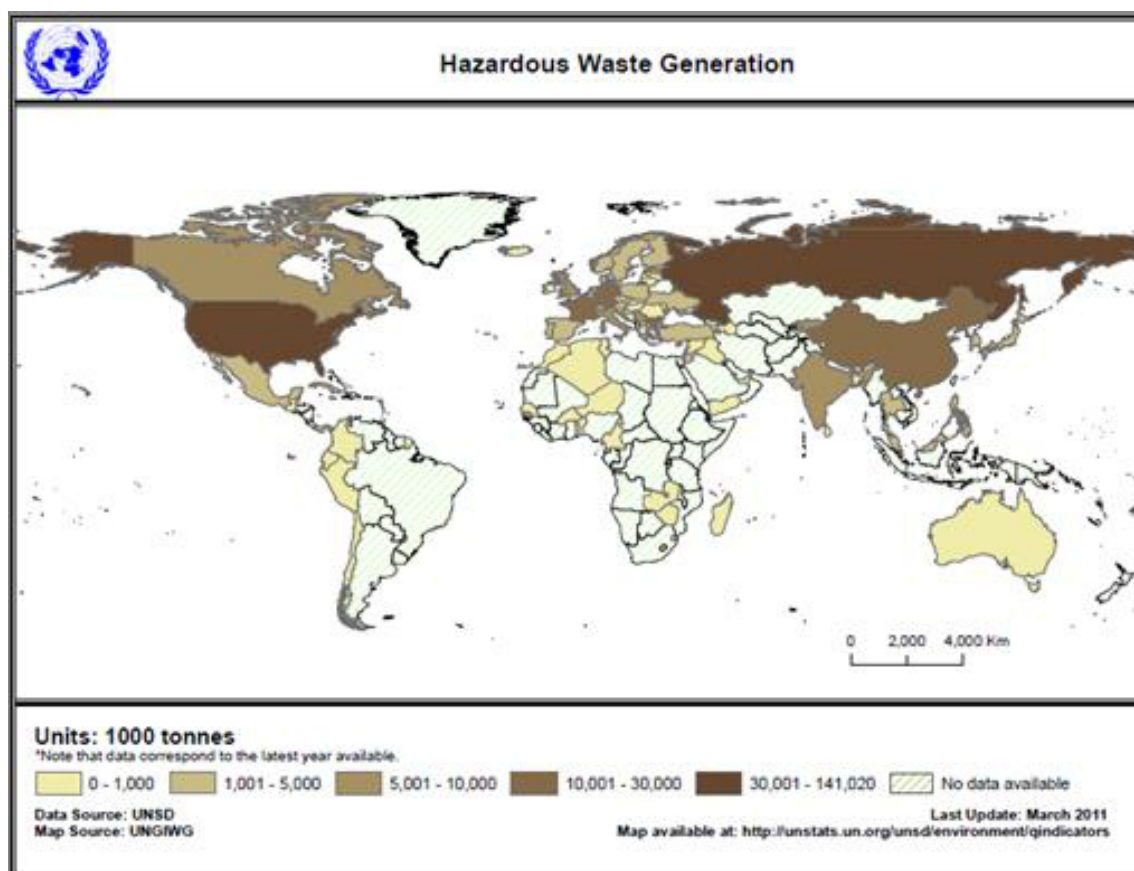 Hazardous Waste Generation
0 2,000 4,000 Km
Units: 1000 tonnes
*Note that data correspond to the latest year available.
0 - 1,000 1,001 - 5,000 5,001 - 10,000 10,001 - 30,000 30,001 - 141,020 No data available
Data Source: UNSD
Map Source: UNGIWG
Last Update: March 2011
Map available at: http://unstats.un.org/unsd/environment/qindicators